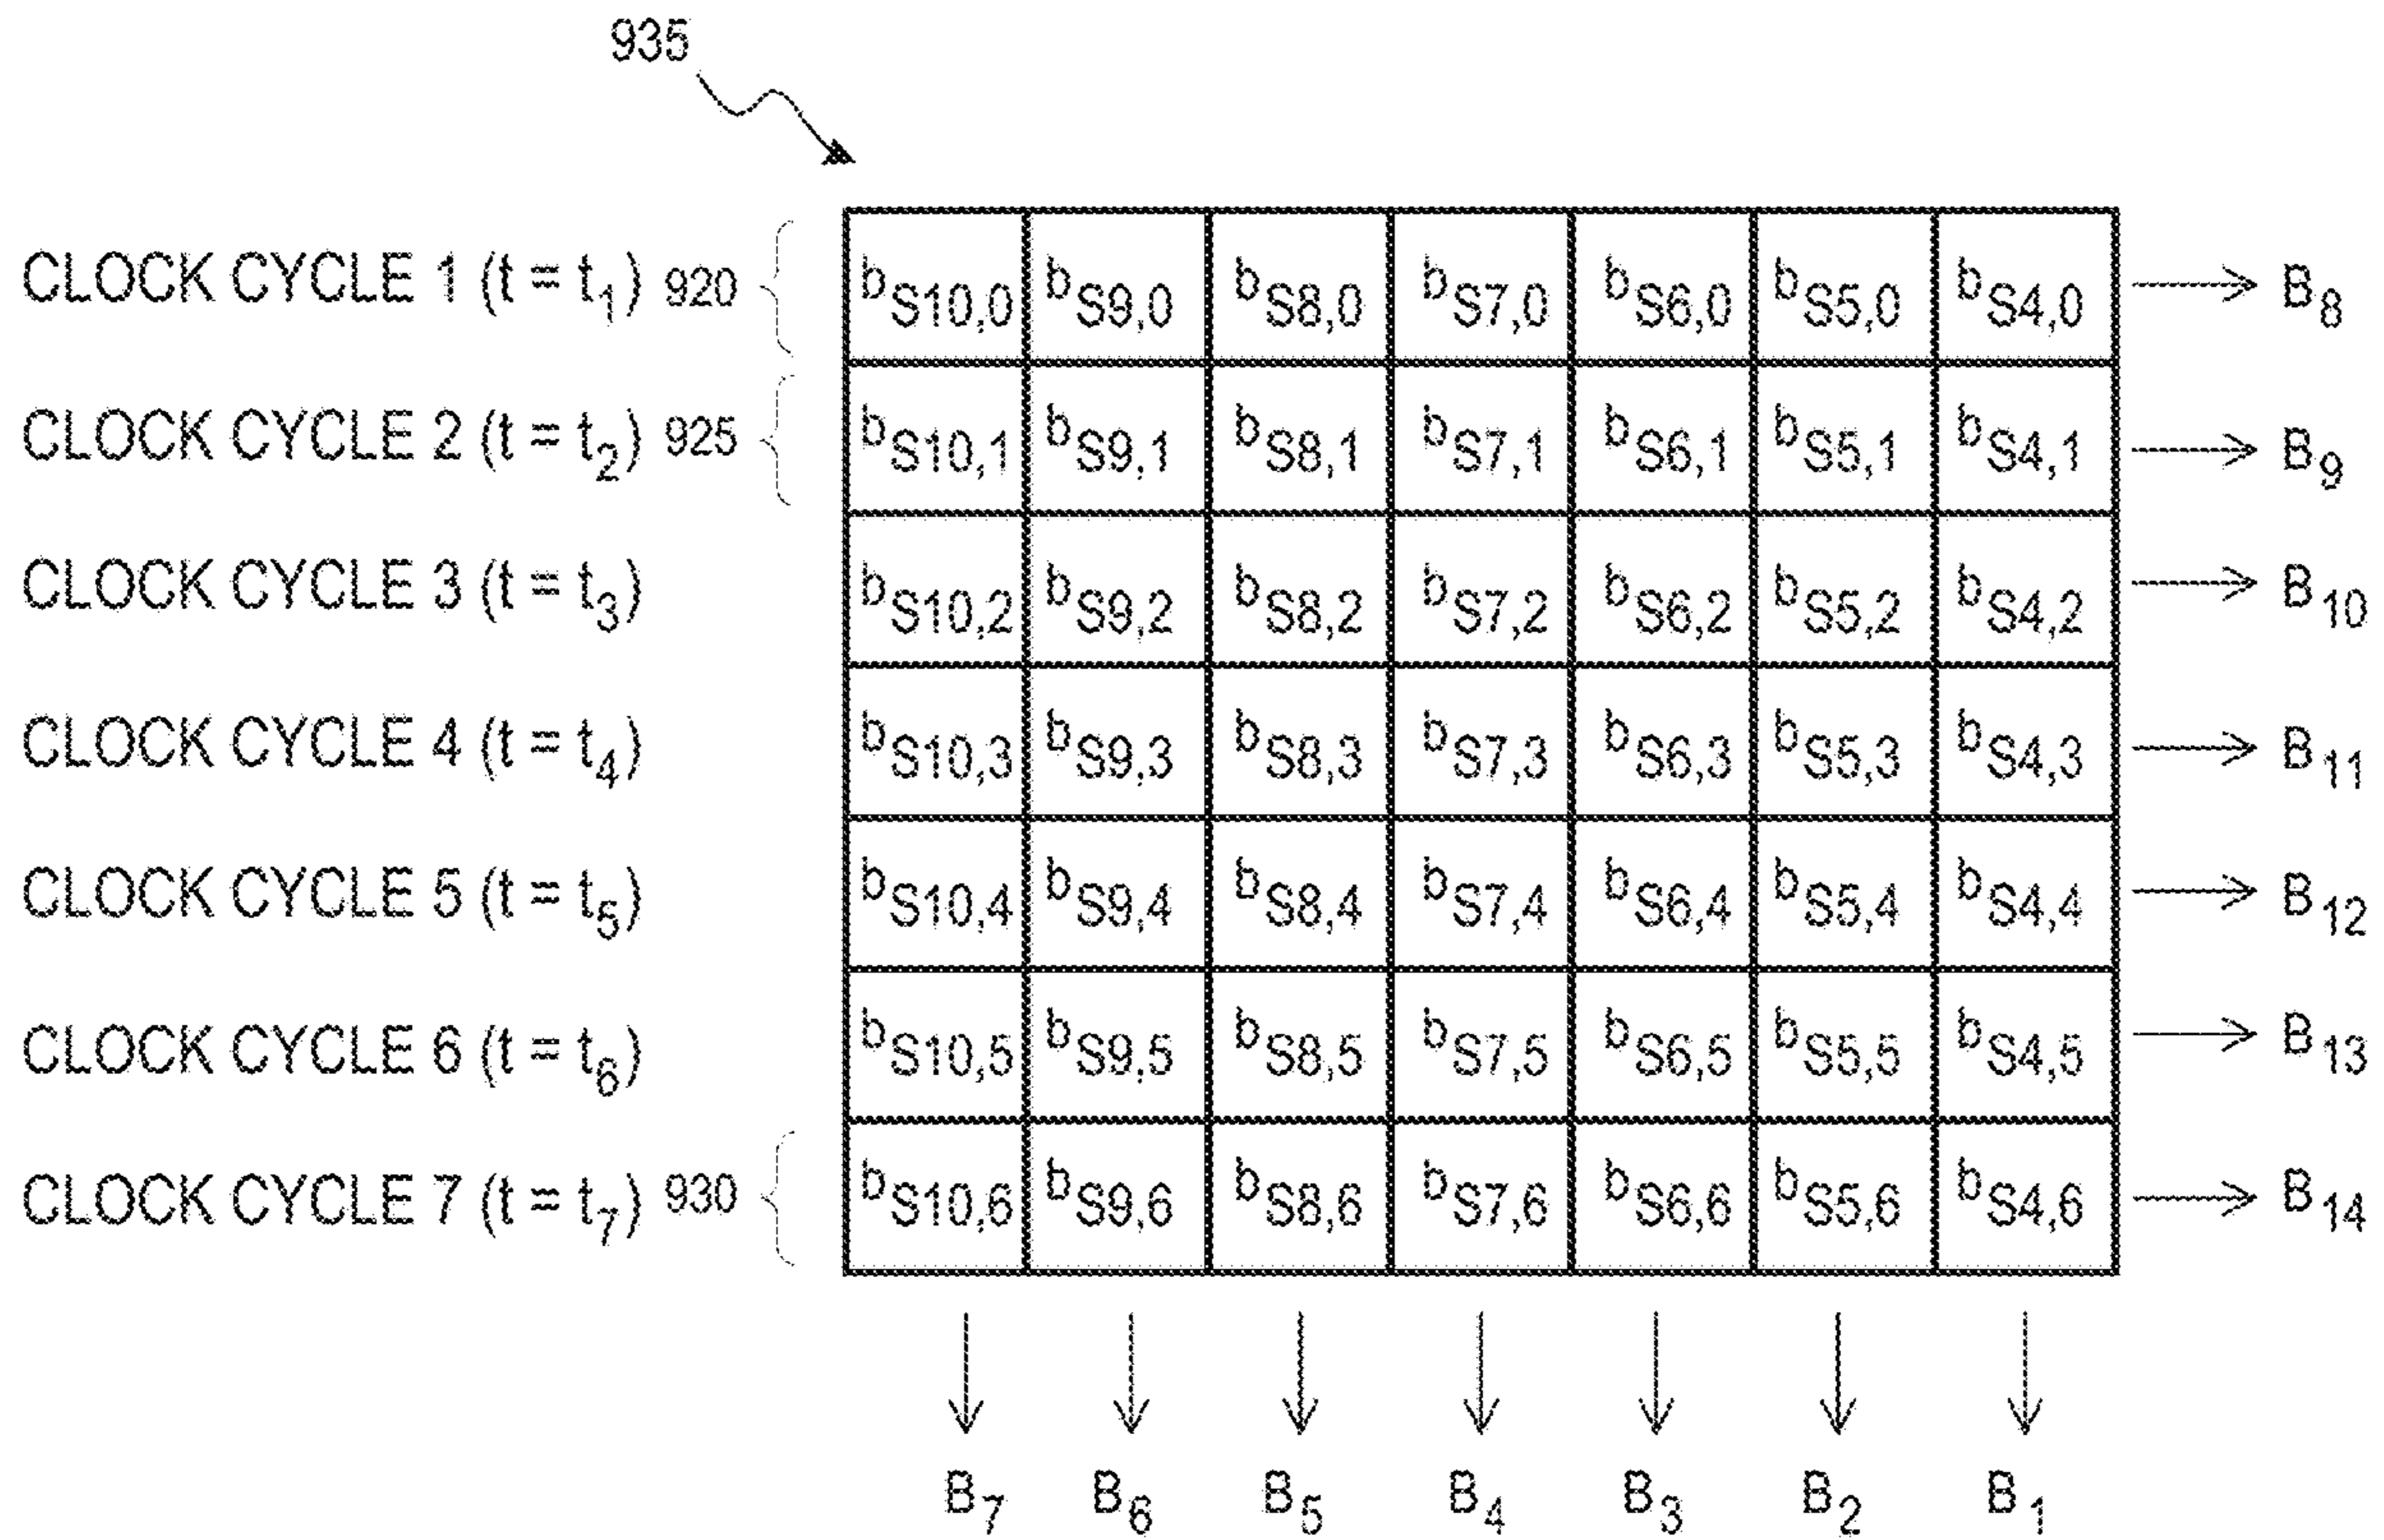 935
CLOCK CYCLE 1 (t = t₁) 920 bS10,0 bS9,0 bS8,0 bS7,0 bS6,0 bS5,0 bS4,0 B₈
CLOCK CYCLE 2 (t = t₂) 925 bS10,1 bS9,1 bS8,1 bS7,1 bS6,1 bS5,1 bS4,1 B₉
CLOCK CYCLE 3 (t = t₃) bS10,2 bS9,2 bS8,2 bS7,2 bS6,2 bS5,2 bS4,2 B₁₀
CLOCK CYCLE 4 (t = t₄) bS10,3 bS9,3 bS8,3 bS7,3 bS6,3 bS5,3 bS4,3 B₁₁
CLOCK CYCLE 5 (t = t₅) bS10,4 bS9,4 bS8,4 bS7,4 bS6,4 bS5,4 bS4,4 B₁₂
CLOCK CYCLE 6 (t = t₆) bS10,5 bS9,5 bS8,5 bS7,5 bS6,5 bS5,5 bS4,5 B₁₃
CLOCK CYCLE 7 (t = t₇) 930 bS10,6 bS9,6 bS8,6 bS7,6 bS6,6 bS5,6 bS4,6 B₁₄
B₇ B₆ B₅ B₄ B₃ B₂ B₁